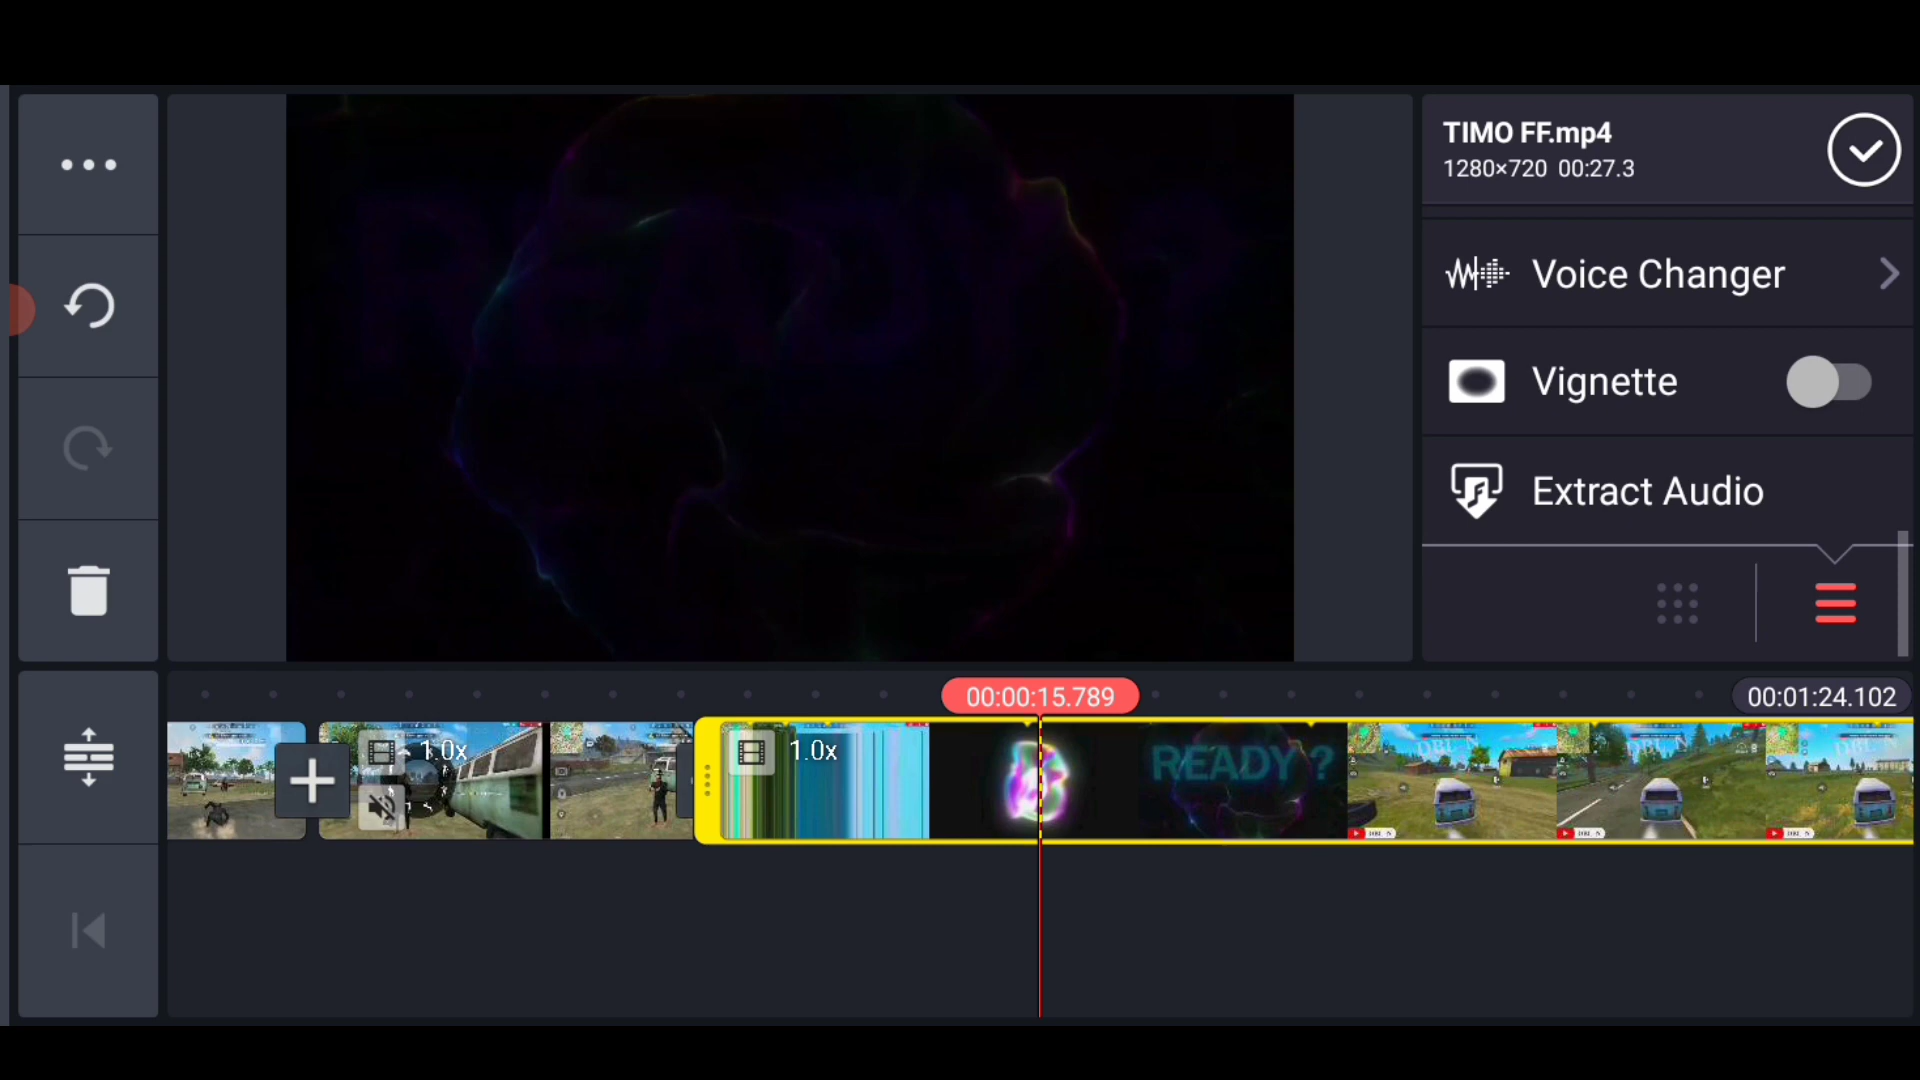 READY ?
TIMO FF.mp4
1280×720 00:27.3
Voice Changer
Vignette
Extract Audio
00:00:15.789
00:01:24.102
1.0x
1.0x
READY ?